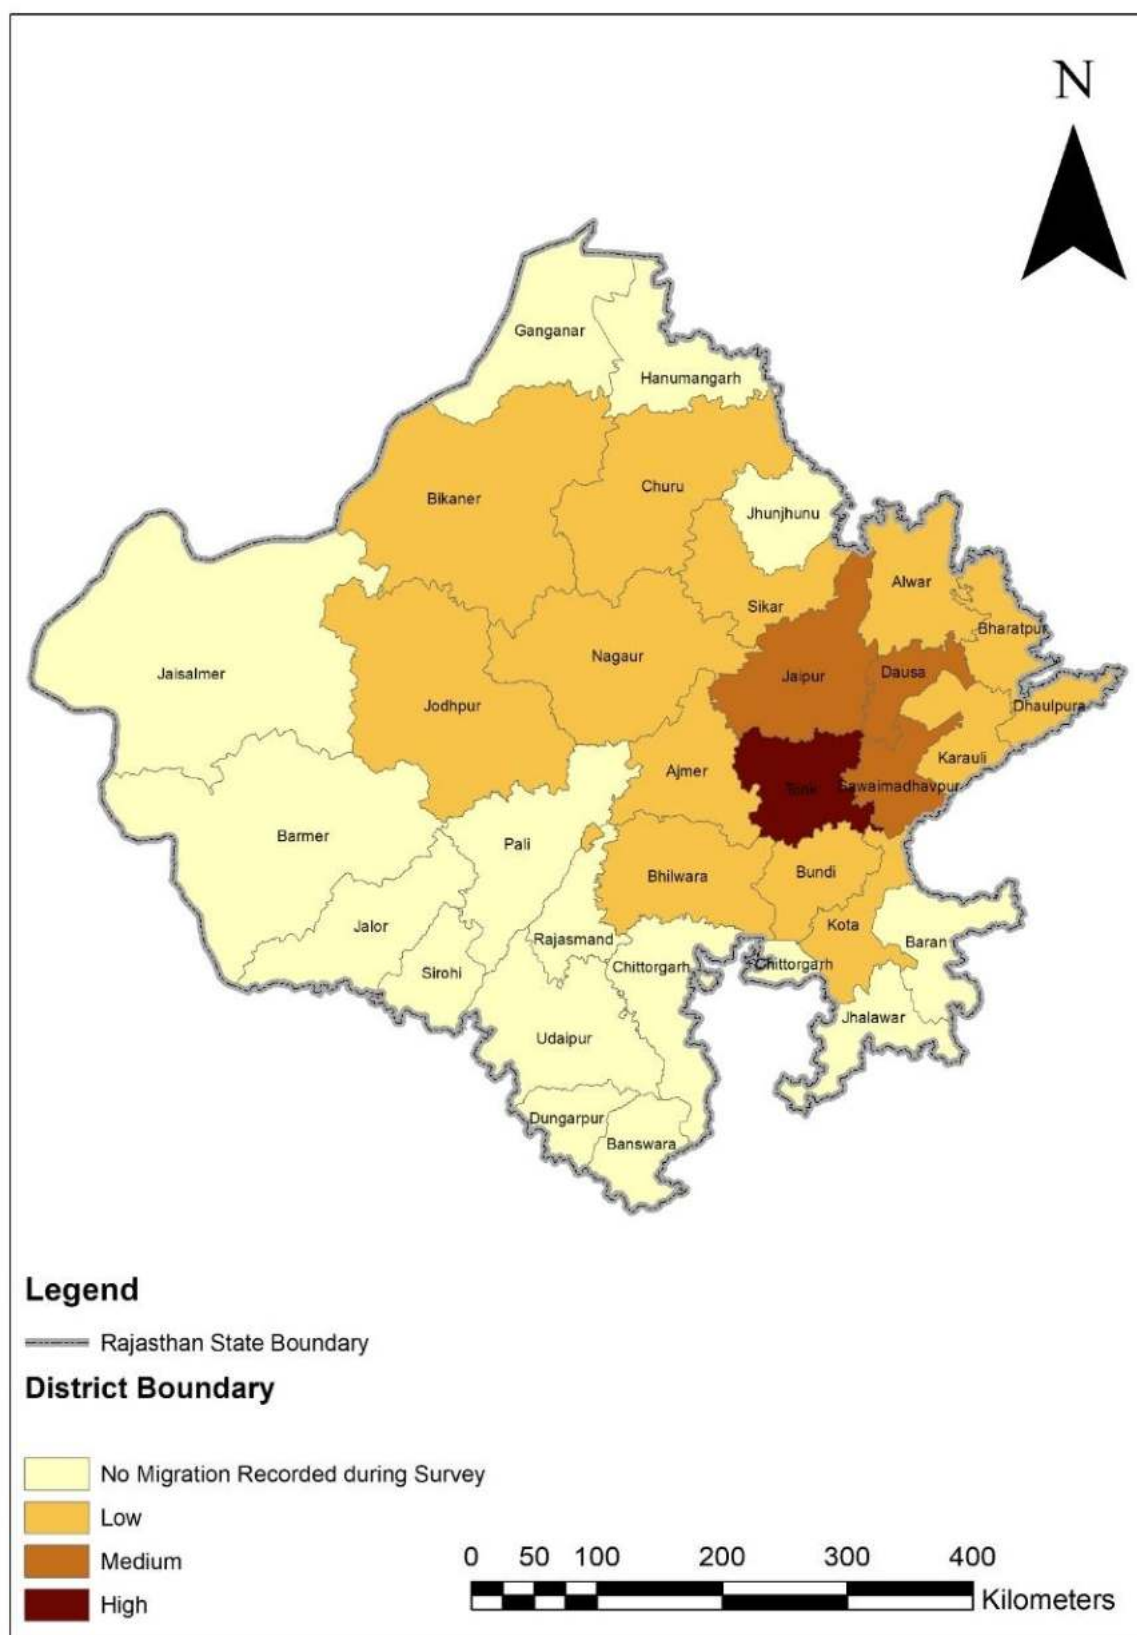 N
Ganganar
Hanumangarh
Bikaner
Churu
Jhunjhunu
Alwar
Sikar
Bharatpur
Nagaur
Jaisalmer
Jaipur
Dausa
Jodhpur
Dhaulpura
Karauli
Ajmer
Tonk
Sawaimadhavpur
Barmer
Pali
Bhilwara
Bundi
Jalor
Kota
Rajasmand
Baran
Sirohi
Chittorgarh
Chittorgarh
Jhalawar
Udaipur
Dungarpur
Banswara
Legend
Rajasthan State Boundary
District Boundary
No Migration Recorded during Survey
Low
Medium
High
0 50 100 200 300 400
Kilometers